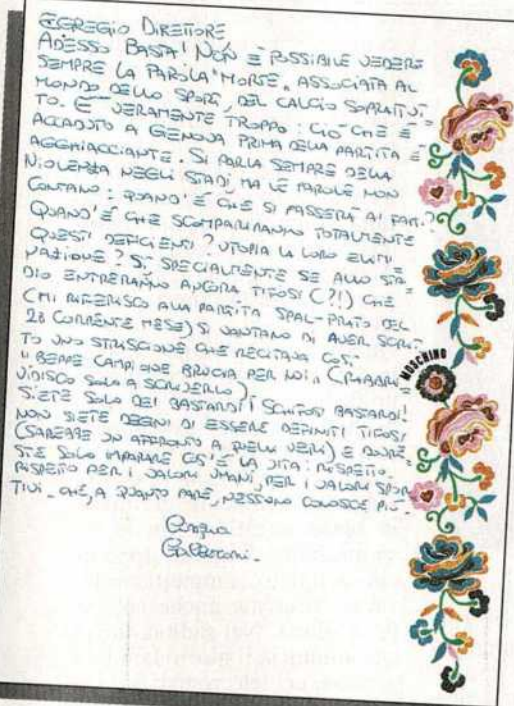 EGREGIO DIRETTORE
ADESSO BASTA! NON È POSSIBILE VEDERE
SEMPRE LA PAROLA "MORTE" ASSOCIATA AL
MONDO DELLO SPORT, DEL CALCIO SOPRATTUT=
TO. E' VERAMENTE TROPPO: CIÒ CHE È
ACCADUTO A GENOVA PRIMA DELLA PARTITA È
AGGHIACCIANTE. SI PARLA SEMPRE DELLA
VIOLENZA NEGLI STADI, MA LE PAROLE NON
CONTANO: QUAND'È CHE SI PASSERÀ AI FATTI?
QUAND'È CHE SCOMPARIRANNO TOTALMENTE
QUESTI DEFICIENTI? UTOPIA LA LORO ELIMI=
NAZIONE? SÌ, SPECIALMENTE SE ALLO STA=
DIO ENTRERANNO ANCORA TIFOSI (?!) CHE
(MI RIFERISCO ALLA PARTITA SPAL-PRATO DEL
28 CORRENTE MESE) SI VANTANO DI AVER SCRIT=
TO UNO STRISCIONE CHE RECITAVA COSÌ:
"BEPPE CAMPIONE BRUCIA PER NOI" (RABBRI=
VIDISCO SOLO A SCRIVERLO).
SIETE SOLO DEI BASTARDI! SCHIFOSI BASTARDI!
NON SIETE DEGNI DI ESSERE DEFINITI TIFOSI
(SAREBBE UN AFFRONTO A QUELLI VERI) E DOVRE=
STE SOLO IMPARARE COS'È LA VITA: RISPETTO.
RISPETTO PER I VALORI UMANI, PER I VALORI SPOR=
TIVI. CHE, A QUANTO PARE, NESSUNO CONOSCE PIÙ.
MOSCHINO